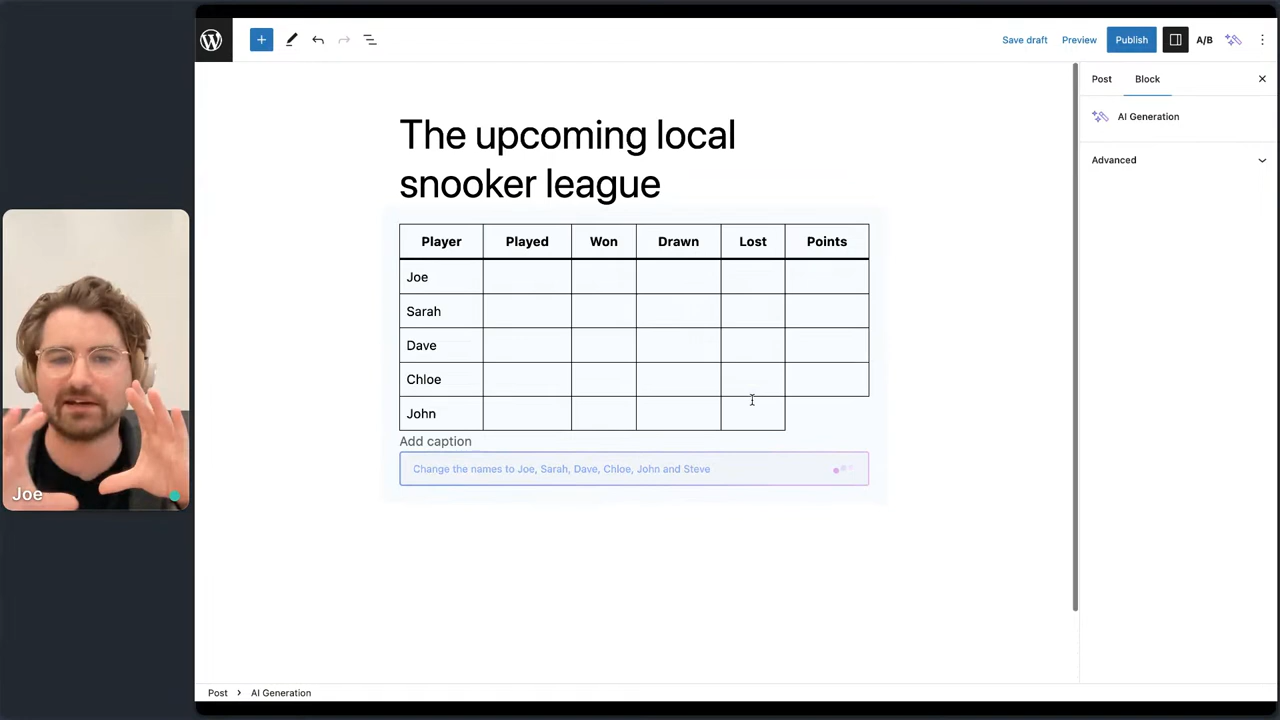 Save draft Preview Publish A/B
Post Block
AI Generation
Advanced
The upcoming local
snooker league
Player Played Won Drawn Lost Points
Joe
Sarah
Dave
Chloe
John
Add caption
Change the names to Joe, Sarah, Dave, Chloe, John and Steve
Joe
Post AI Generation